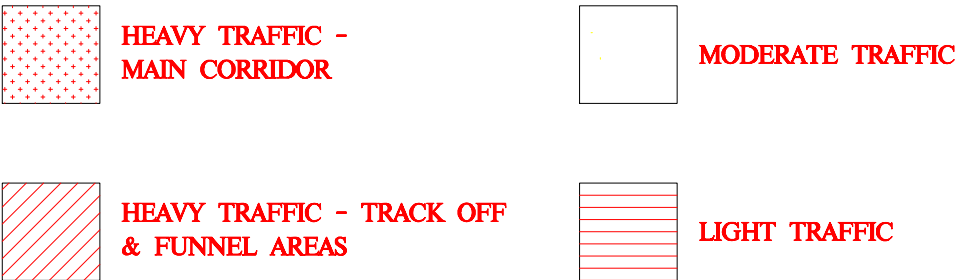 HEAVY TRAFFIC -
MAIN CORRIDOR
MODERATE TRAFFIC
HEAVY TRAFFIC - TRACK OFF
& FUNNEL AREAS
LIGHT TRAFFIC